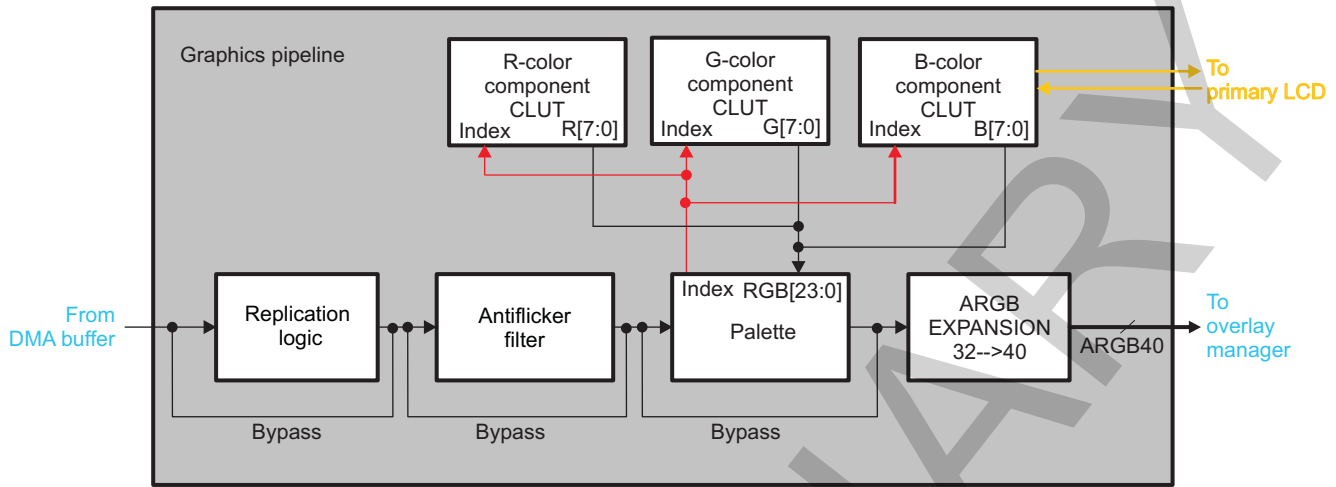 Graphics pipeline
R-color
component
CLUT
Index R[7:0]
G-color
component
CLUT
Index G[7:0]
B-color
component
CLUT
Index B[7:0]
To
primary LCD
From
DMA buffer
Replication
logic
Antiflicker
filter
Index RGB[23:0]
Palette
ARGB
EXPANSION
32-->40
ARGB40
To
overlay
manager
Bypass
Bypass
Bypass